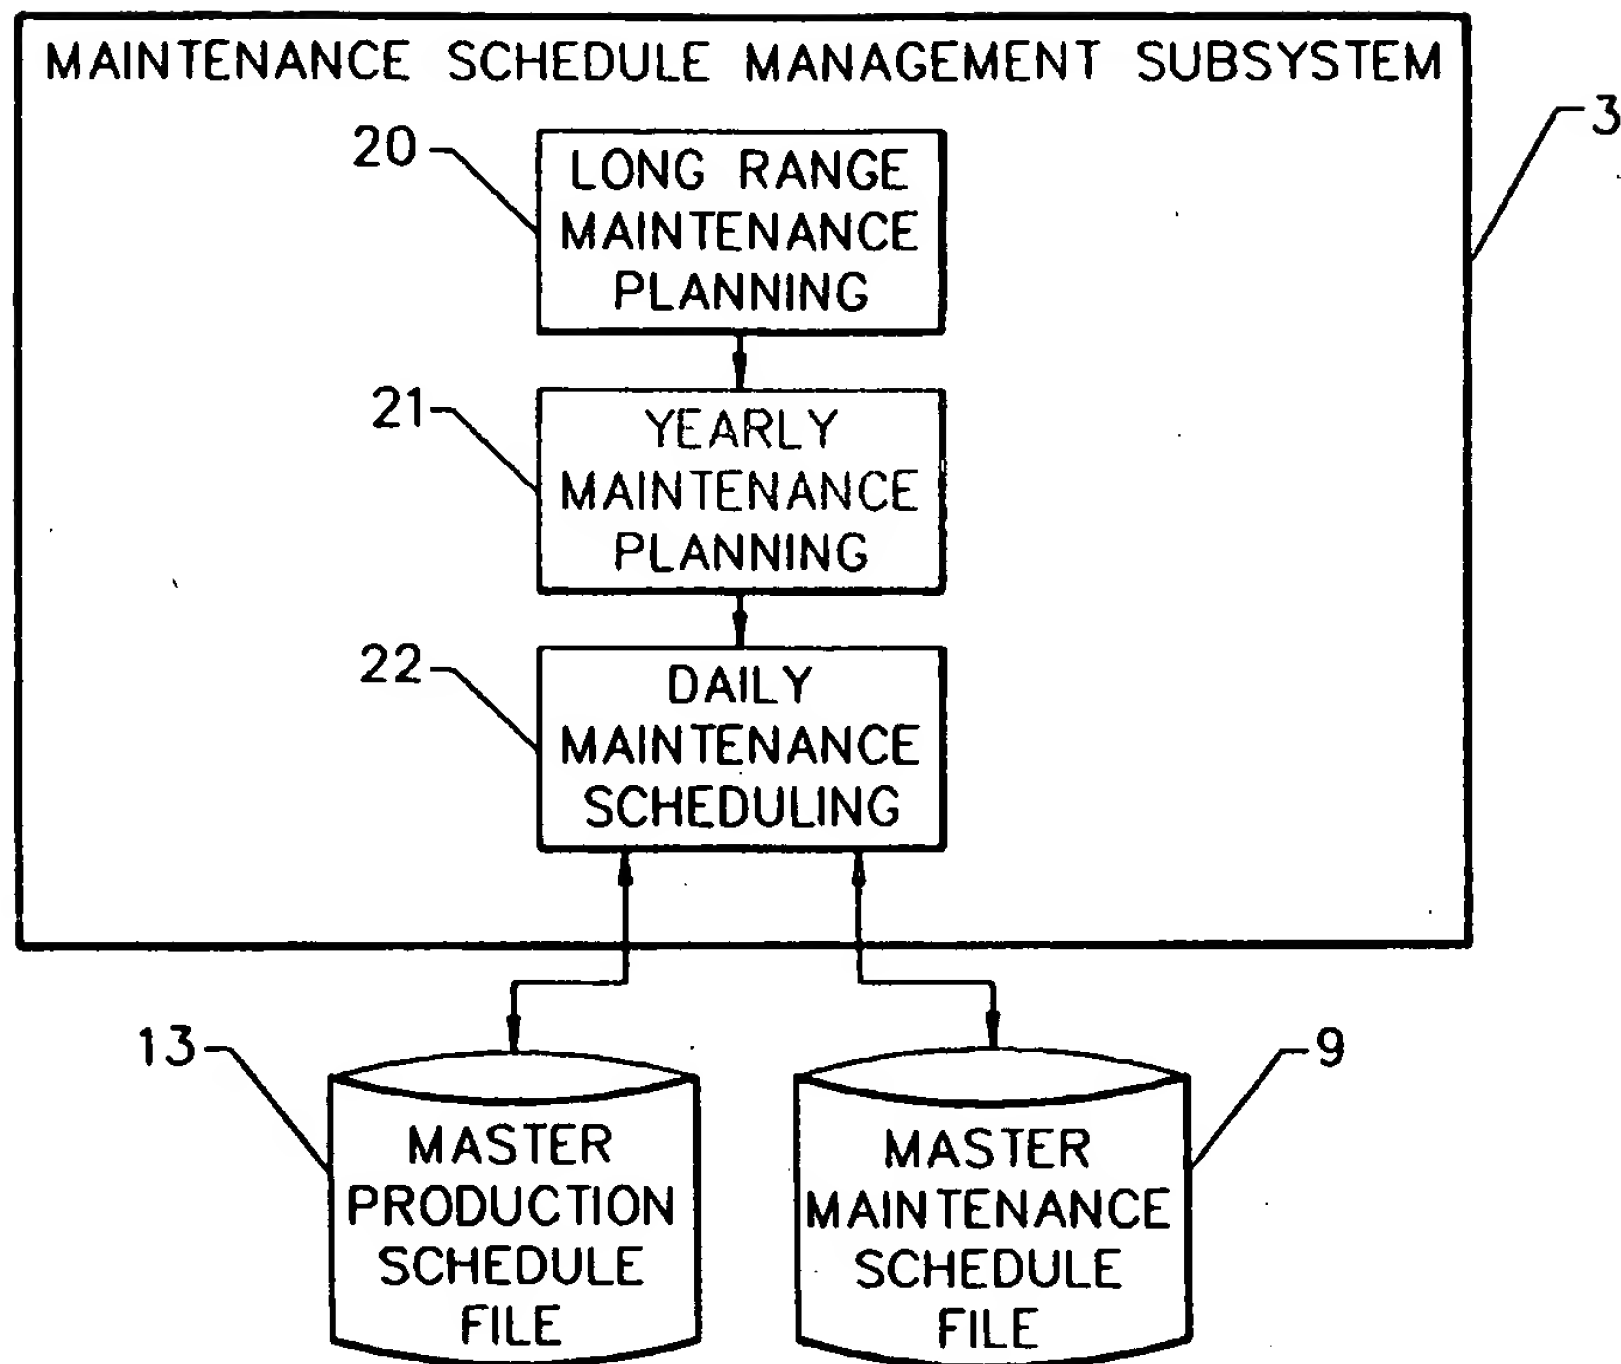 MAINTENANCE SCHEDULE MANAGEMENT SUBSYSTEM
3
20
LONG RANGE
MAINTENANCE
PLANNING
21
YEARLY
MAINTENANCE
PLANNING
22
DAILY
MAINTENANCE
SCHEDULING
13
MASTER
PRODUCTION
SCHEDULE
FILE
9
MASTER
MAINTENANCE
SCHEDULE
FILE